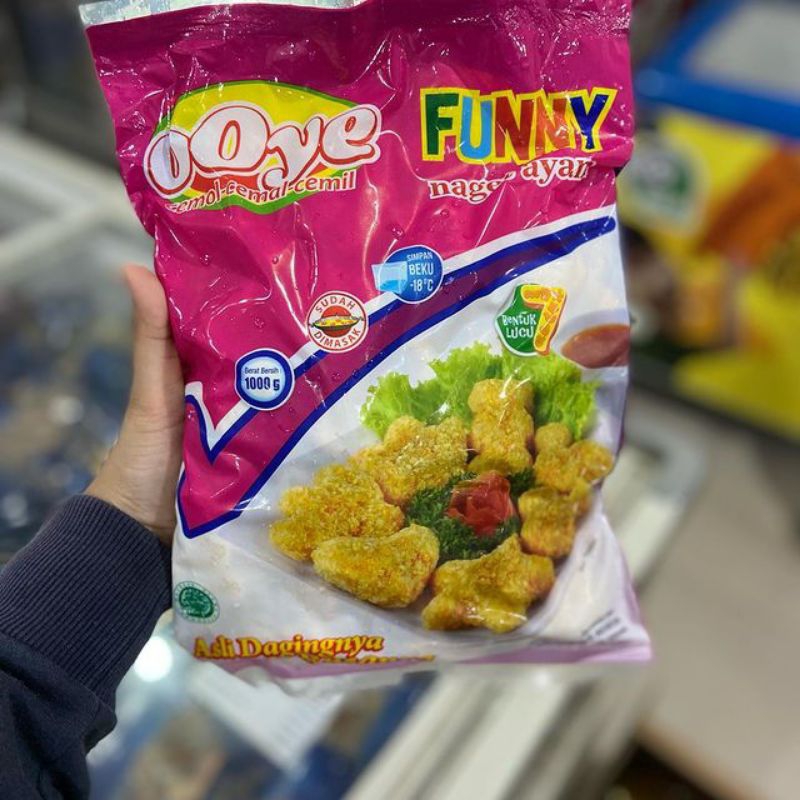 OOye
cemol-cemal-cemil
FUNNY
naget ayam
SIMPAN
BEKU
-18°C
SUDAH
DIMASAK
BENTUK
LUCU
7
Berat Bersih
1000 g
Asli Dagingnya